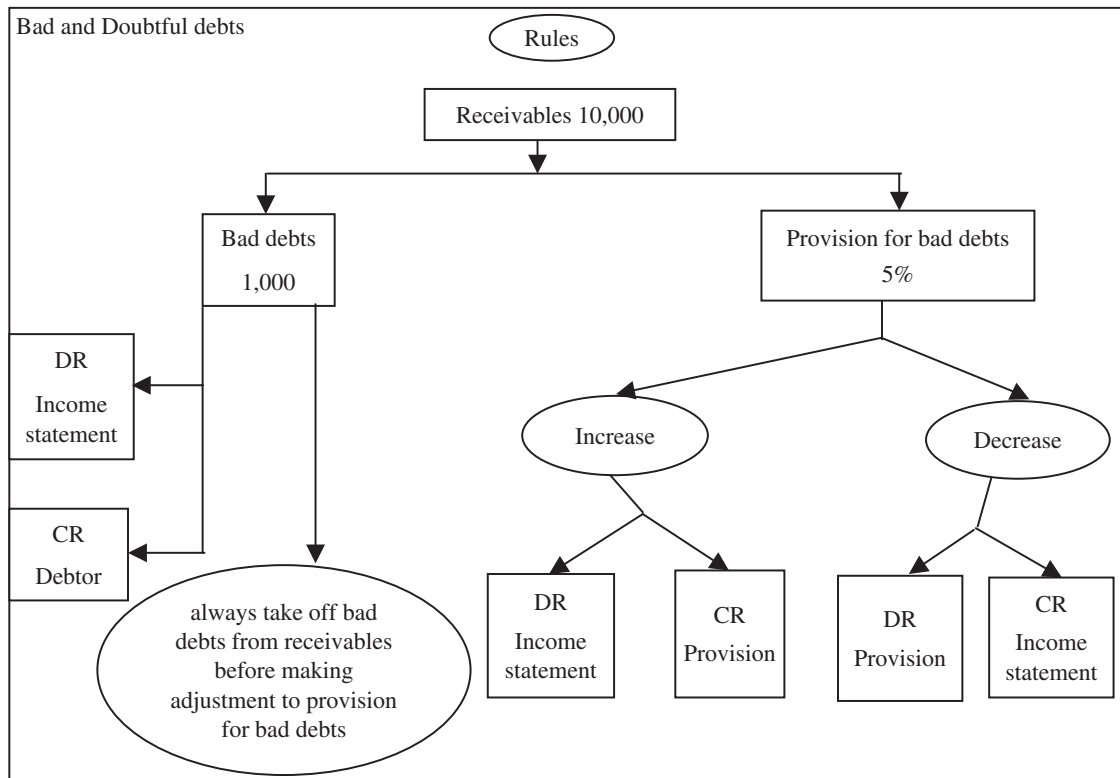 Bad and Doubtful debts
Rules
Receivables 10,000
Bad debts
1,000
Provision for bad debts
5%
DR
Income
statement
CR
Debtor
always take off bad
debts from receivables
before making
adjustment to provision
for bad debts
Increase
Decrease
DR
Income
statement
CR
Provision
DR
Provision
CR
Income
statement